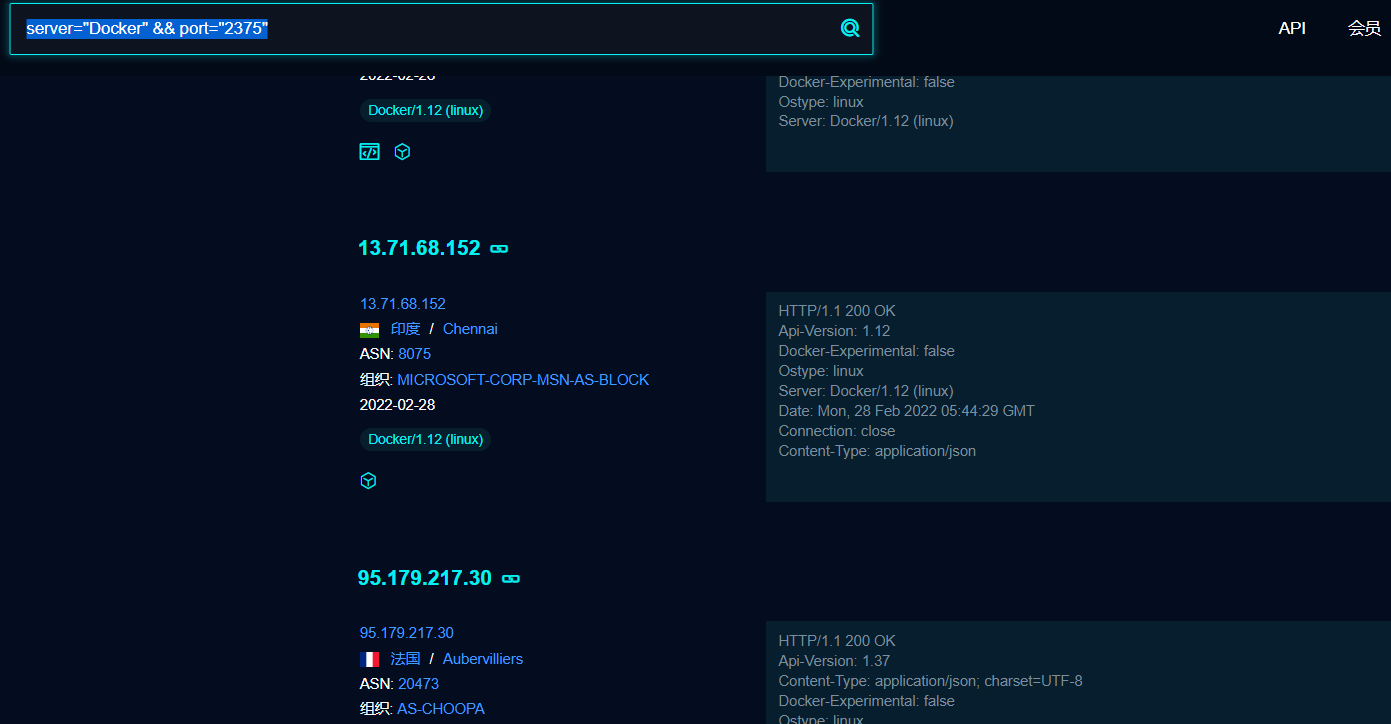 server="Docker" && port="2375"
API
会员
2022-02-28
Docker/1.12 (linux)
Docker-Experimental: false
Ostype: linux
Server: Docker/1.12 (linux)
13.71.68.152
13.71.68.152
印度 / Chennai
ASN: 8075
组织: MICROSOFT-CORP-MSN-AS-BLOCK
2022-02-28
Docker/1.12 (linux)
HTTP/1.1 200 OK
Api-Version: 1.12
Docker-Experimental: false
Ostype: linux
Server: Docker/1.12 (linux)
Date: Mon, 28 Feb 2022 05:44:29 GMT
Connection: close
Content-Type: application/json
95.179.217.30
95.179.217.30
法国 / Aubervilliers
ASN: 20473
组织: AS-CHOOPA
HTTP/1.1 200 OK
Api-Version: 1.37
Content-Type: application/json; charset=UTF-8
Docker-Experimental: false
Ostype: linux